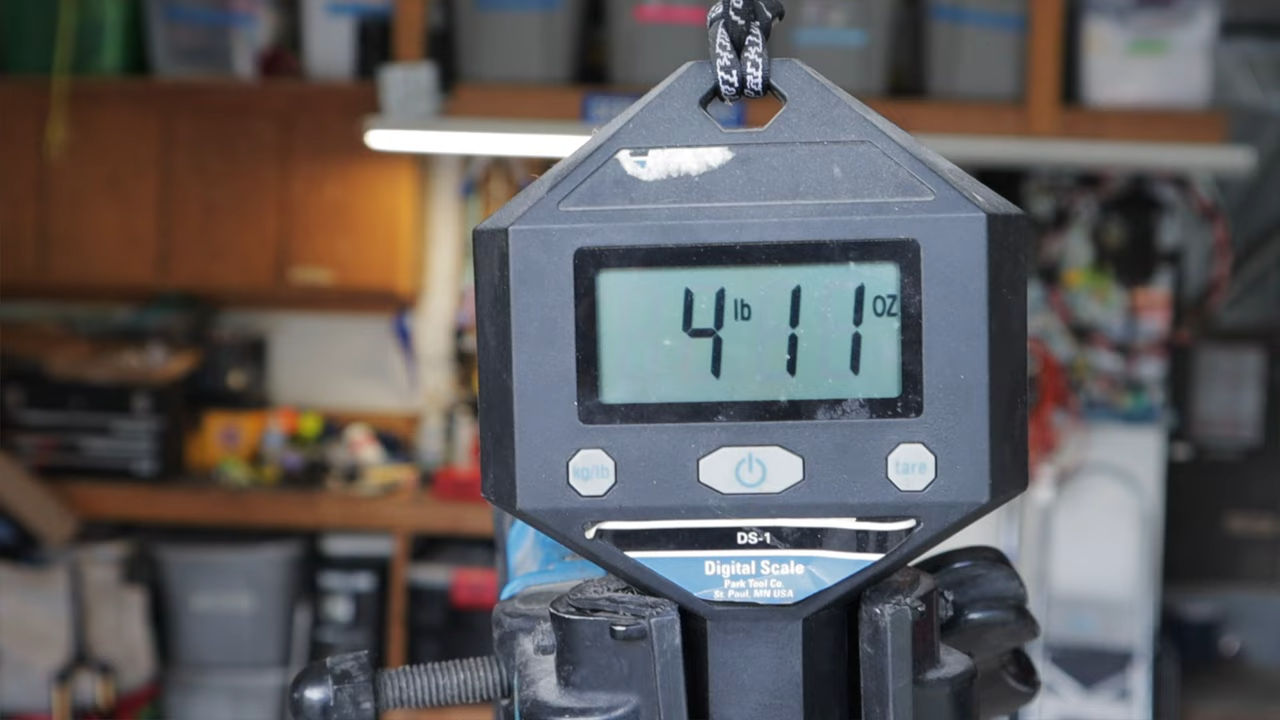 4 lb 11 OZ
kg/lb
tare
DS-1
Digital Scale
Park Tool Co.
St. Paul, MN USA